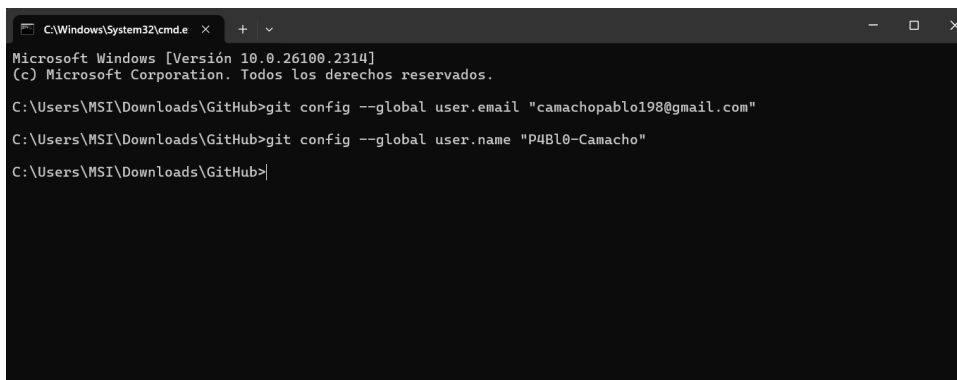 C:\Windows\System32\cmd.e
Microsoft Windows [Versión 10.0.26100.2314]
(c) Microsoft Corporation. Todos los derechos reservados.
C:\Users\MSI\Downloads\GitHub>git config --global user.email "camachopablo198@gmail.com"
C:\Users\MSI\Downloads\GitHub>git config --global user.name "P4Bl0-Camacho"
C:\Users\MSI\Downloads\GitHub>